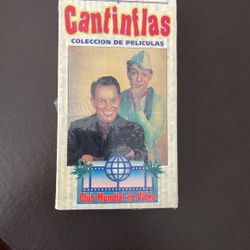 Cantinflas
COLECCION DE PELICULAS
Club Mundial de Video